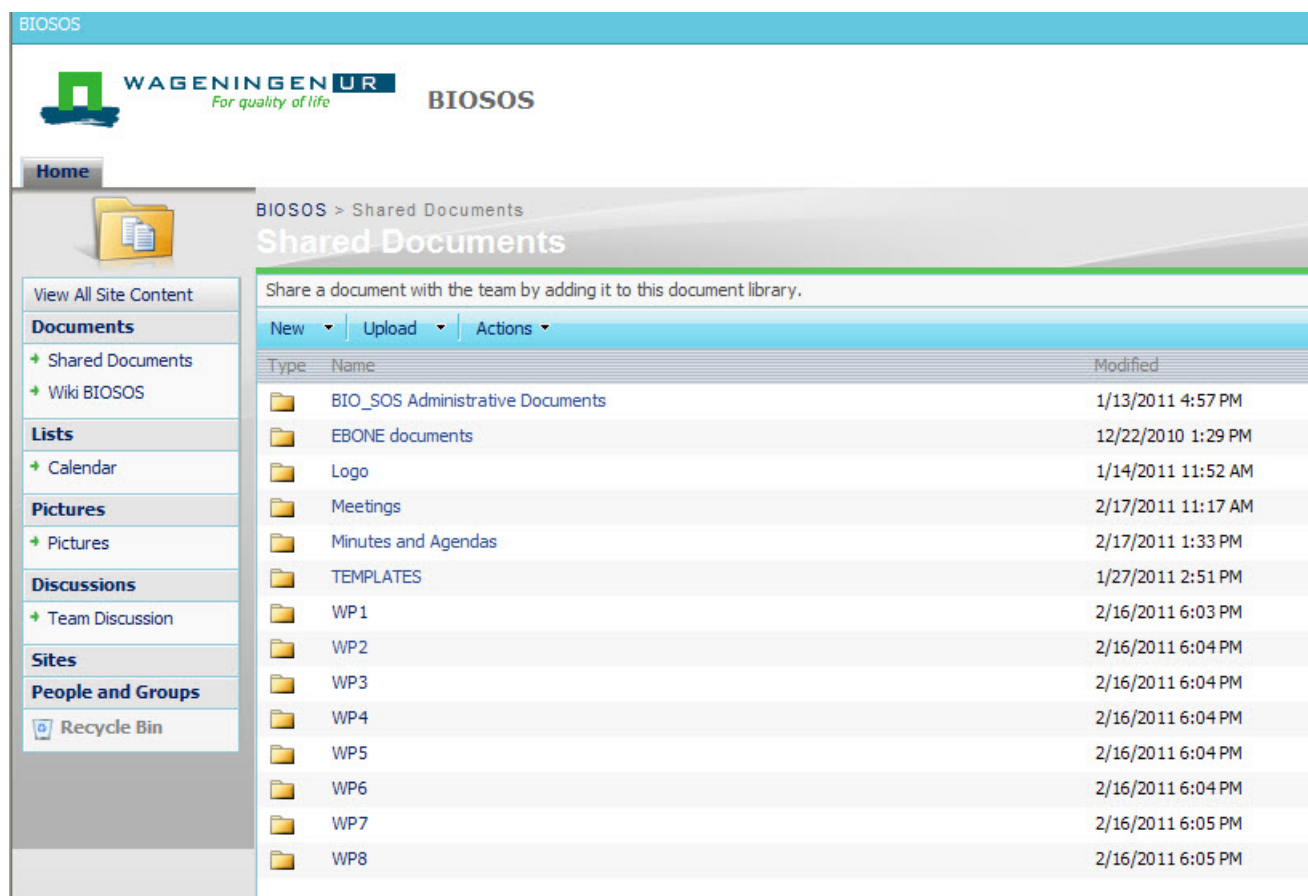 BIOSOS
WAGENINGEN UR
For quality of life
BIOSOS
Home
BIOSOS > Shared Documents
Shared Documents
View All Site Content
Documents
Shared Documents
Wiki BIOSOS
Lists
Calendar
Pictures
Pictures
Discussions
Team Discussion
Sites
People and Groups
Recycle Bin
Share a document with the team by adding it to this document library.
New Upload Actions
Type Name Modified
BIO_SOS Administrative Documents 1/13/2011 4:57 PM
EBONE documents 12/22/2010 1:29 PM
Logo 1/14/2011 11:52 AM
Meetings 2/17/2011 11:17 AM
Minutes and Agendas 2/17/2011 1:33 PM
TEMPLATES 1/27/2011 2:51 PM
WP1 2/16/2011 6:03 PM
WP2 2/16/2011 6:04 PM
WP3 2/16/2011 6:04 PM
WP4 2/16/2011 6:04 PM
WP5 2/16/2011 6:04 PM
WP6 2/16/2011 6:04 PM
WP7 2/16/2011 6:05 PM
WP8 2/16/2011 6:05 PM